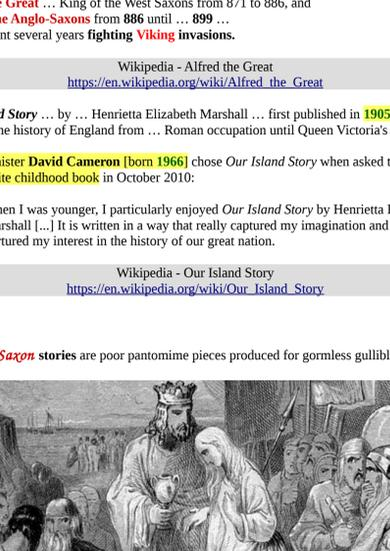 e Great … King of the West Saxons from 871 to 886, and
he Anglo-Saxons from 886 until … 899 …
nt several years fighting Viking invasions.
Wikipedia - Alfred the Great
https://en.wikipedia.org/wiki/Alfred_the_Great
d Story … by … Henrietta Elizabeth Marshall … first published in 1905
he history of England from … Roman occupation until Queen Victoria's
nister David Cameron [born 1966] chose Our Island Story when asked t
ite childhood book in October 2010:
hen I was younger, I particularly enjoyed Our Island Story by Henrietta
arshall [...] It is written in a way that really captured my imagination and
rtured my interest in the history of our great nation.
Wikipedia - Our Island Story
https://en.wikipedia.org/wiki/Our_Island_Story
Saxon stories are poor pantomime pieces produced for gormless gullibl